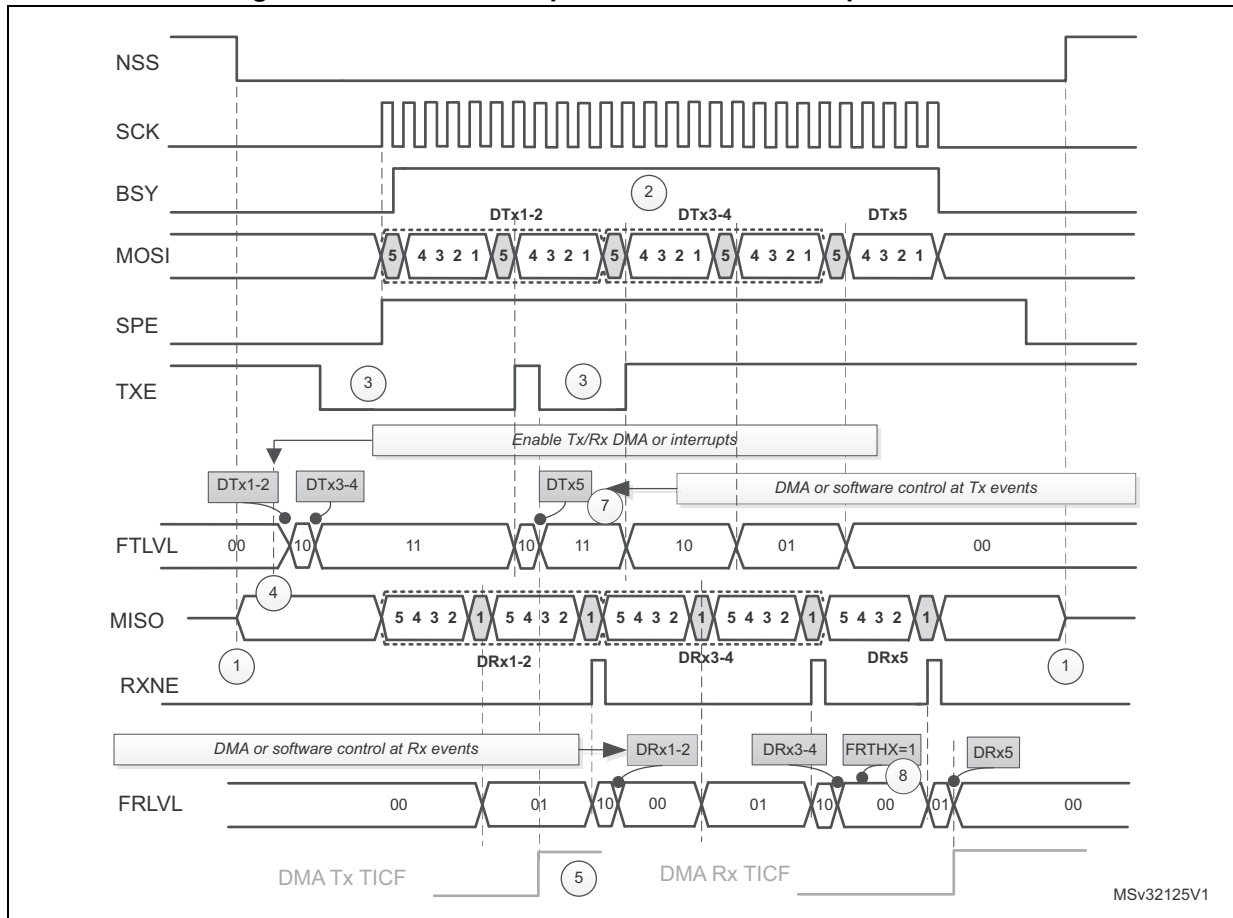 NSS
SCK
BSY
2
DTx1-2 DTx3-4 DTx5
MOSI
5 4 3 2 1 5 4 3 2 1 5 4 3 2 1 5 4 3 2 1 5 4 3 2 1
SPE
TXE
3 3
Enable Tx/Rx DMA or interrupts
DTx1-2 DTx3-4 DTx5
7
DMA or software control at Tx events
FTLVL
00 10 11 10 11 10 01 00
4
MISO
5 4 3 2 1 5 4 3 2 1 5 4 3 2 1 5 4 3 2 1 5 4 3 2 1
DRx1-2 DRx3-4 DRx5
1 1
RXNE
DMA or software control at Rx events
DRx1-2 DRx3-4 FRTHX=1 DRx5
8
FRLVL
00 01 10 00 01 10 00 01 00
DMA Tx TICF 5 DMA Rx TICF
MSv32125V1